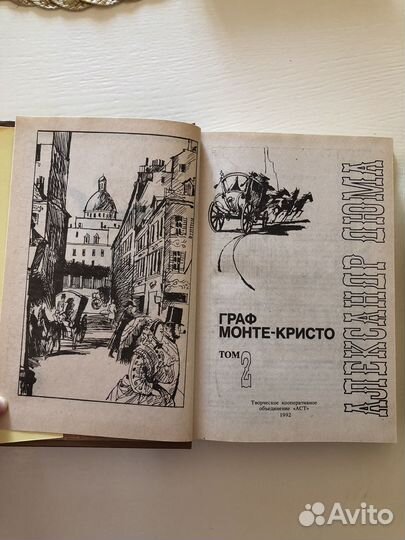 АЛЕКСАНДР ДЮМА
ГРАФ
МОНТЕ-КРИСТО
ТОМ
2
Творческое кооперативное
объединение «АСТ»
1992
Avito